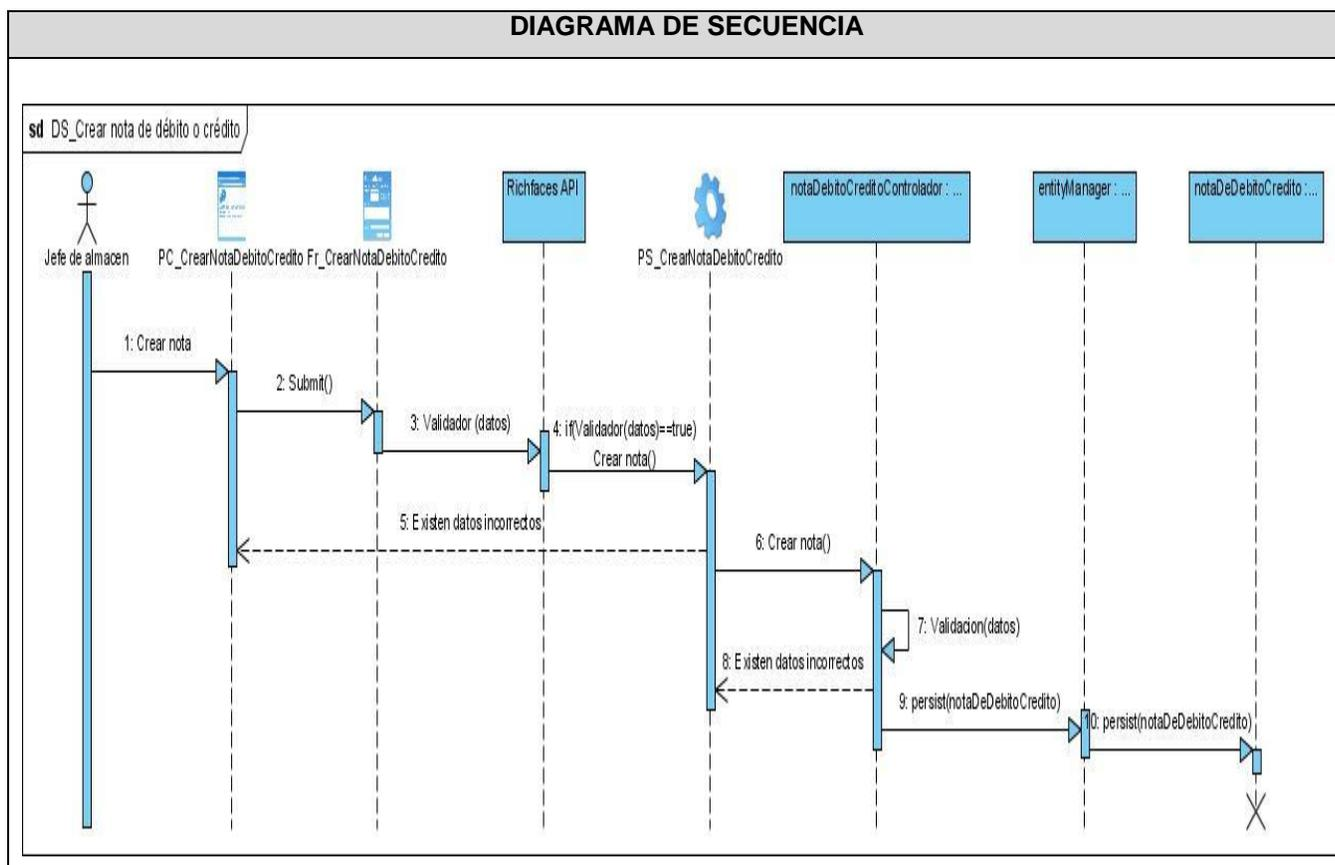 DIAGRAMA DE SECUENCIA
sd DS_Crear nota de débito o crédito
Jefe de almacen
PC_CrearNotaDebitoCredito
Fr_CrearNotaDebitoCredito
Richfaces API
PS_CrearNotaDebitoCredito
notaDebitoCreditoControlador : ...
entityManager : ...
notaDeDebitoCredito :...
1: Crear nota
2: Submit()
3: Validador (datos)
4: if(Validador(datos)==true)
Crear nota()
5: Existen datos incorrectos
6: Crear nota()
7: Validacion(datos)
8: Existen datos incorrectos
9: persist(notaDeDebitoCredito)
10: persist(notaDeDebitoCredito)